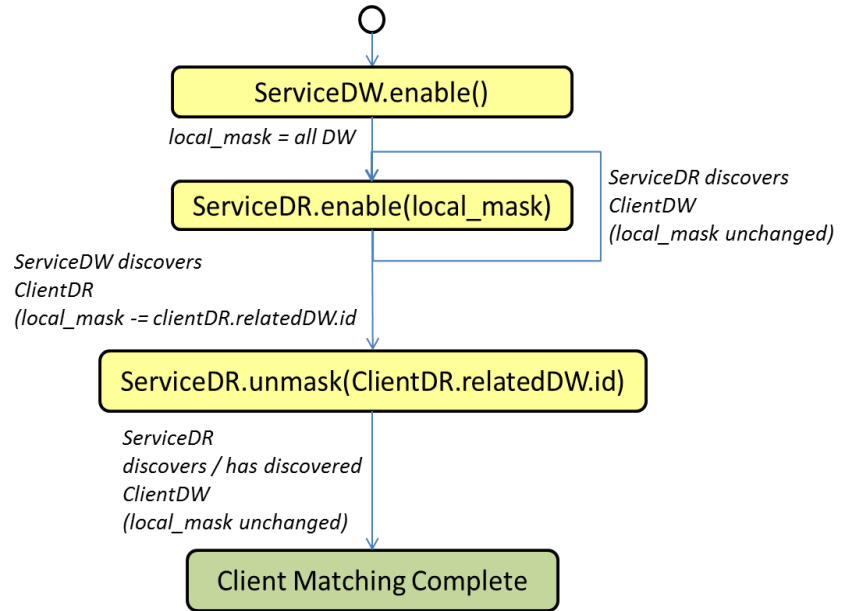 ServiceDW.enable()
local_mask = all DW
ServiceDR discovers
ClientDW
(local_mask unchanged)
ServiceDR.enable(local_mask)
ServiceDW discovers
ClientDR
(local_mask -= clientDR.relatedDW.id
ServiceDR.unmask(ClientDR.relatedDW.id)
ServiceDR
discovers / has discovered
ClientDW
(local_mask unchanged)
Client Matching Complete